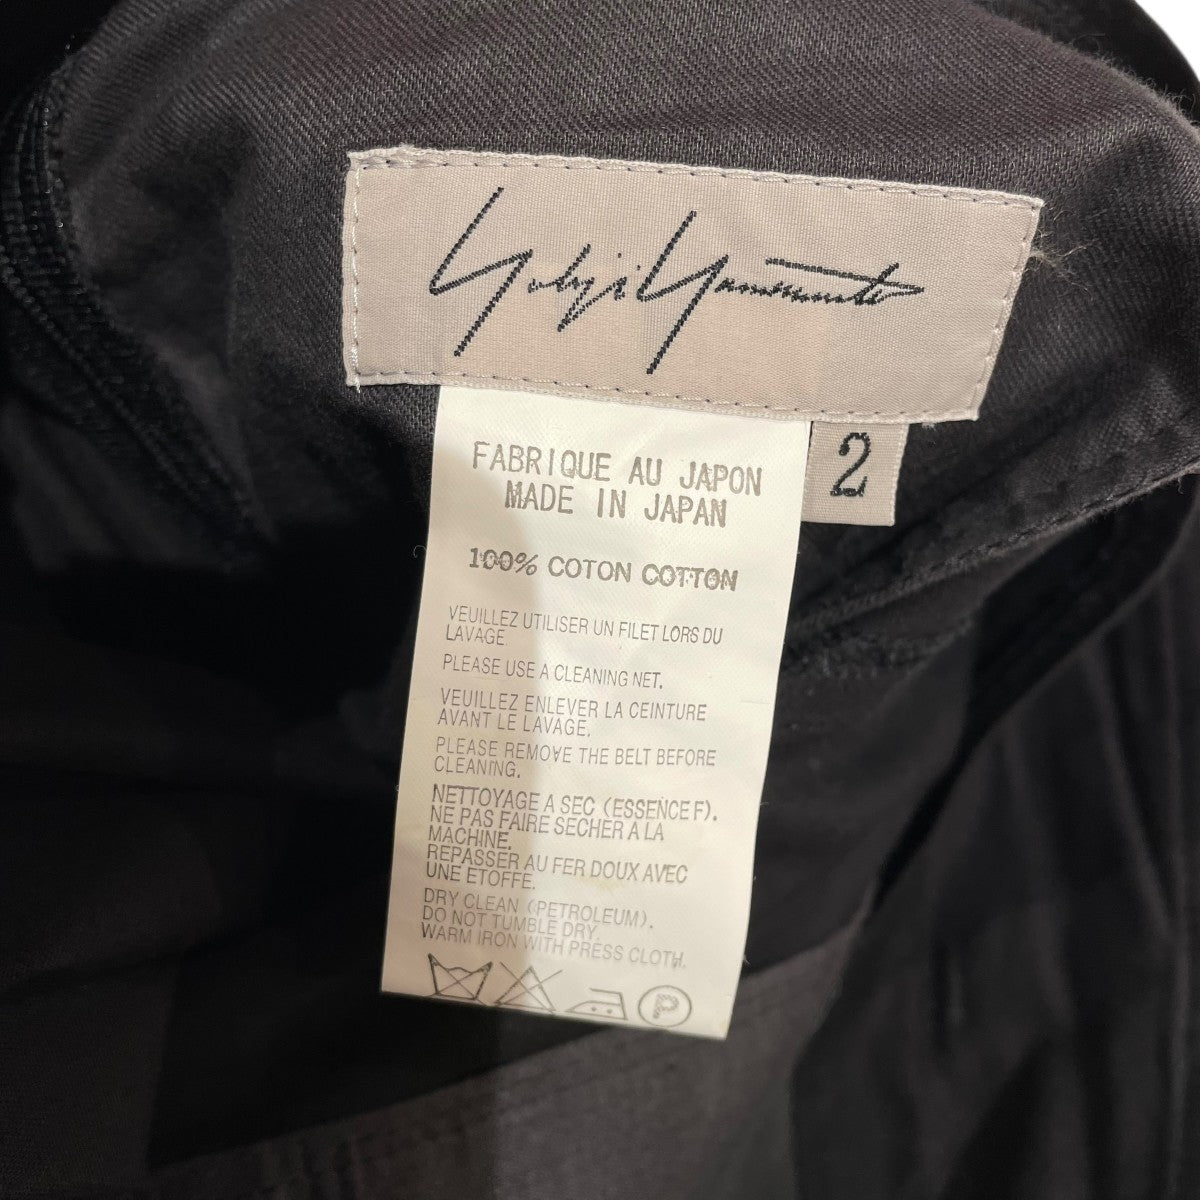 Yohji Yamamoto
2
FABRIQUE AU JAPON
MADE IN JAPAN
100% COTON COTTON
VEUILLEZ UTILISER UN FILET LORS DU
LAVAGE
PLEASE USE A CLEANING NET.
VEUILLEZ ENLEVER LA CEINTURE
AVANT LE LAVAGE.
PLEASE REMOVE THE BELT BEFORE
CLEANING.
NETTOYAGE A SEC (ESSENCE F).
NE PAS FAIRE SECHER A LA
MACHINE.
REPASSER AU FER DOUX AVEC
UNE ETOFFE.
DRY CLEAN (PETROLEUM).
DO NOT TUMBLE DRY.
WARM IRON WITH PRESS CLOTH.
P